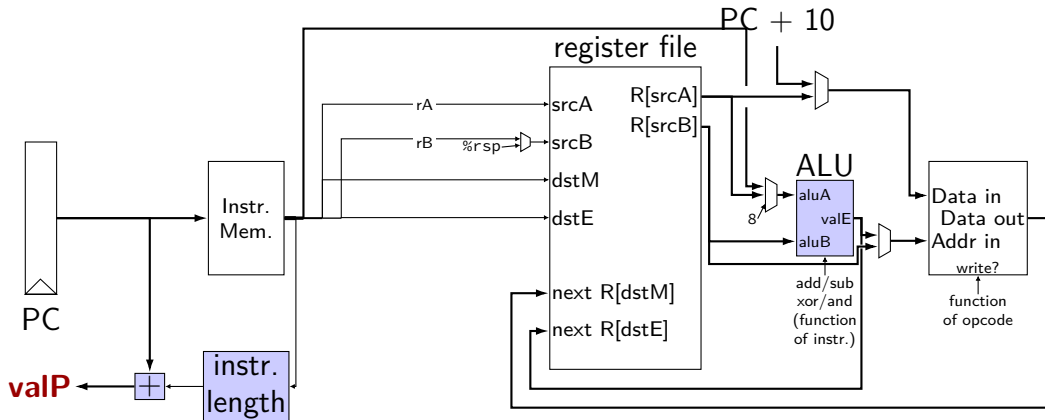 PC + 10
register file
rA
srcA
R[srcA]
R[srcB]
rB
%rsp
srcB
ALU
Instr.
Mem.
dstM
8
aluA
valE
aluB
Data in
Data out
Addr in
write?
dstE
add/sub
xor/and
(function
of instr.)
function
of opcode
next R[dstM]
next R[dstE]
PC
valP
+
instr.
length